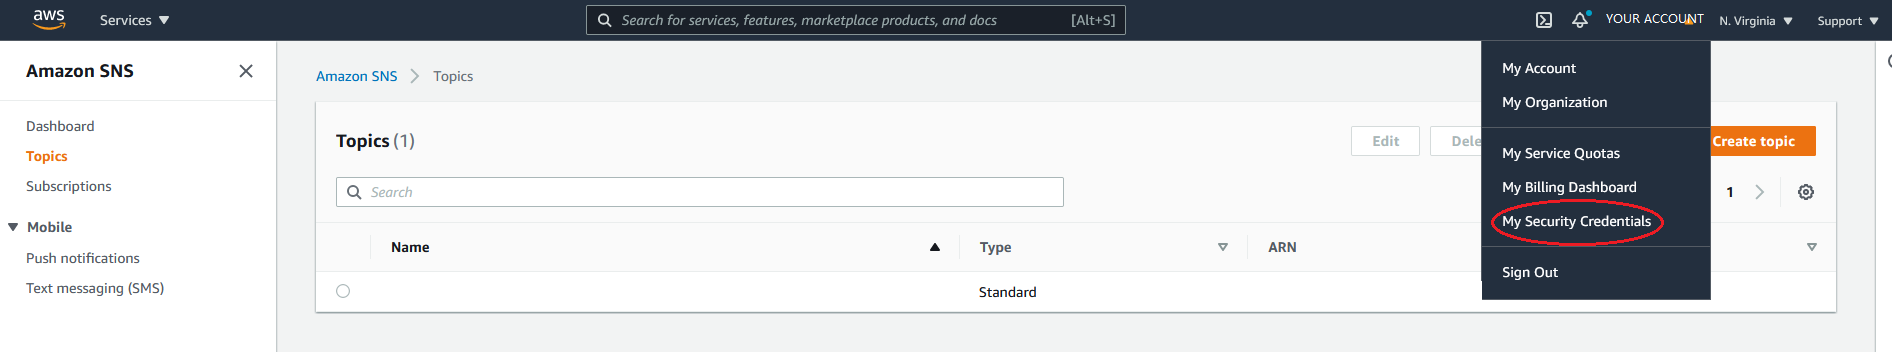 aws Services Search for services, features, marketplace products, and docs [Alt+S] YOUR ACCOUNT N. Virginia Support
Amazon SNS
Dashboard
Topics
Subscriptions
Mobile
Push notifications
Text messaging (SMS)
Amazon SNS Topics
Topics (1) Edit Dele Create topic
Search 1
Name Type ARN
Standard
My Account
My Organization
My Service Quotas
My Billing Dashboard
My Security Credentials
Sign Out